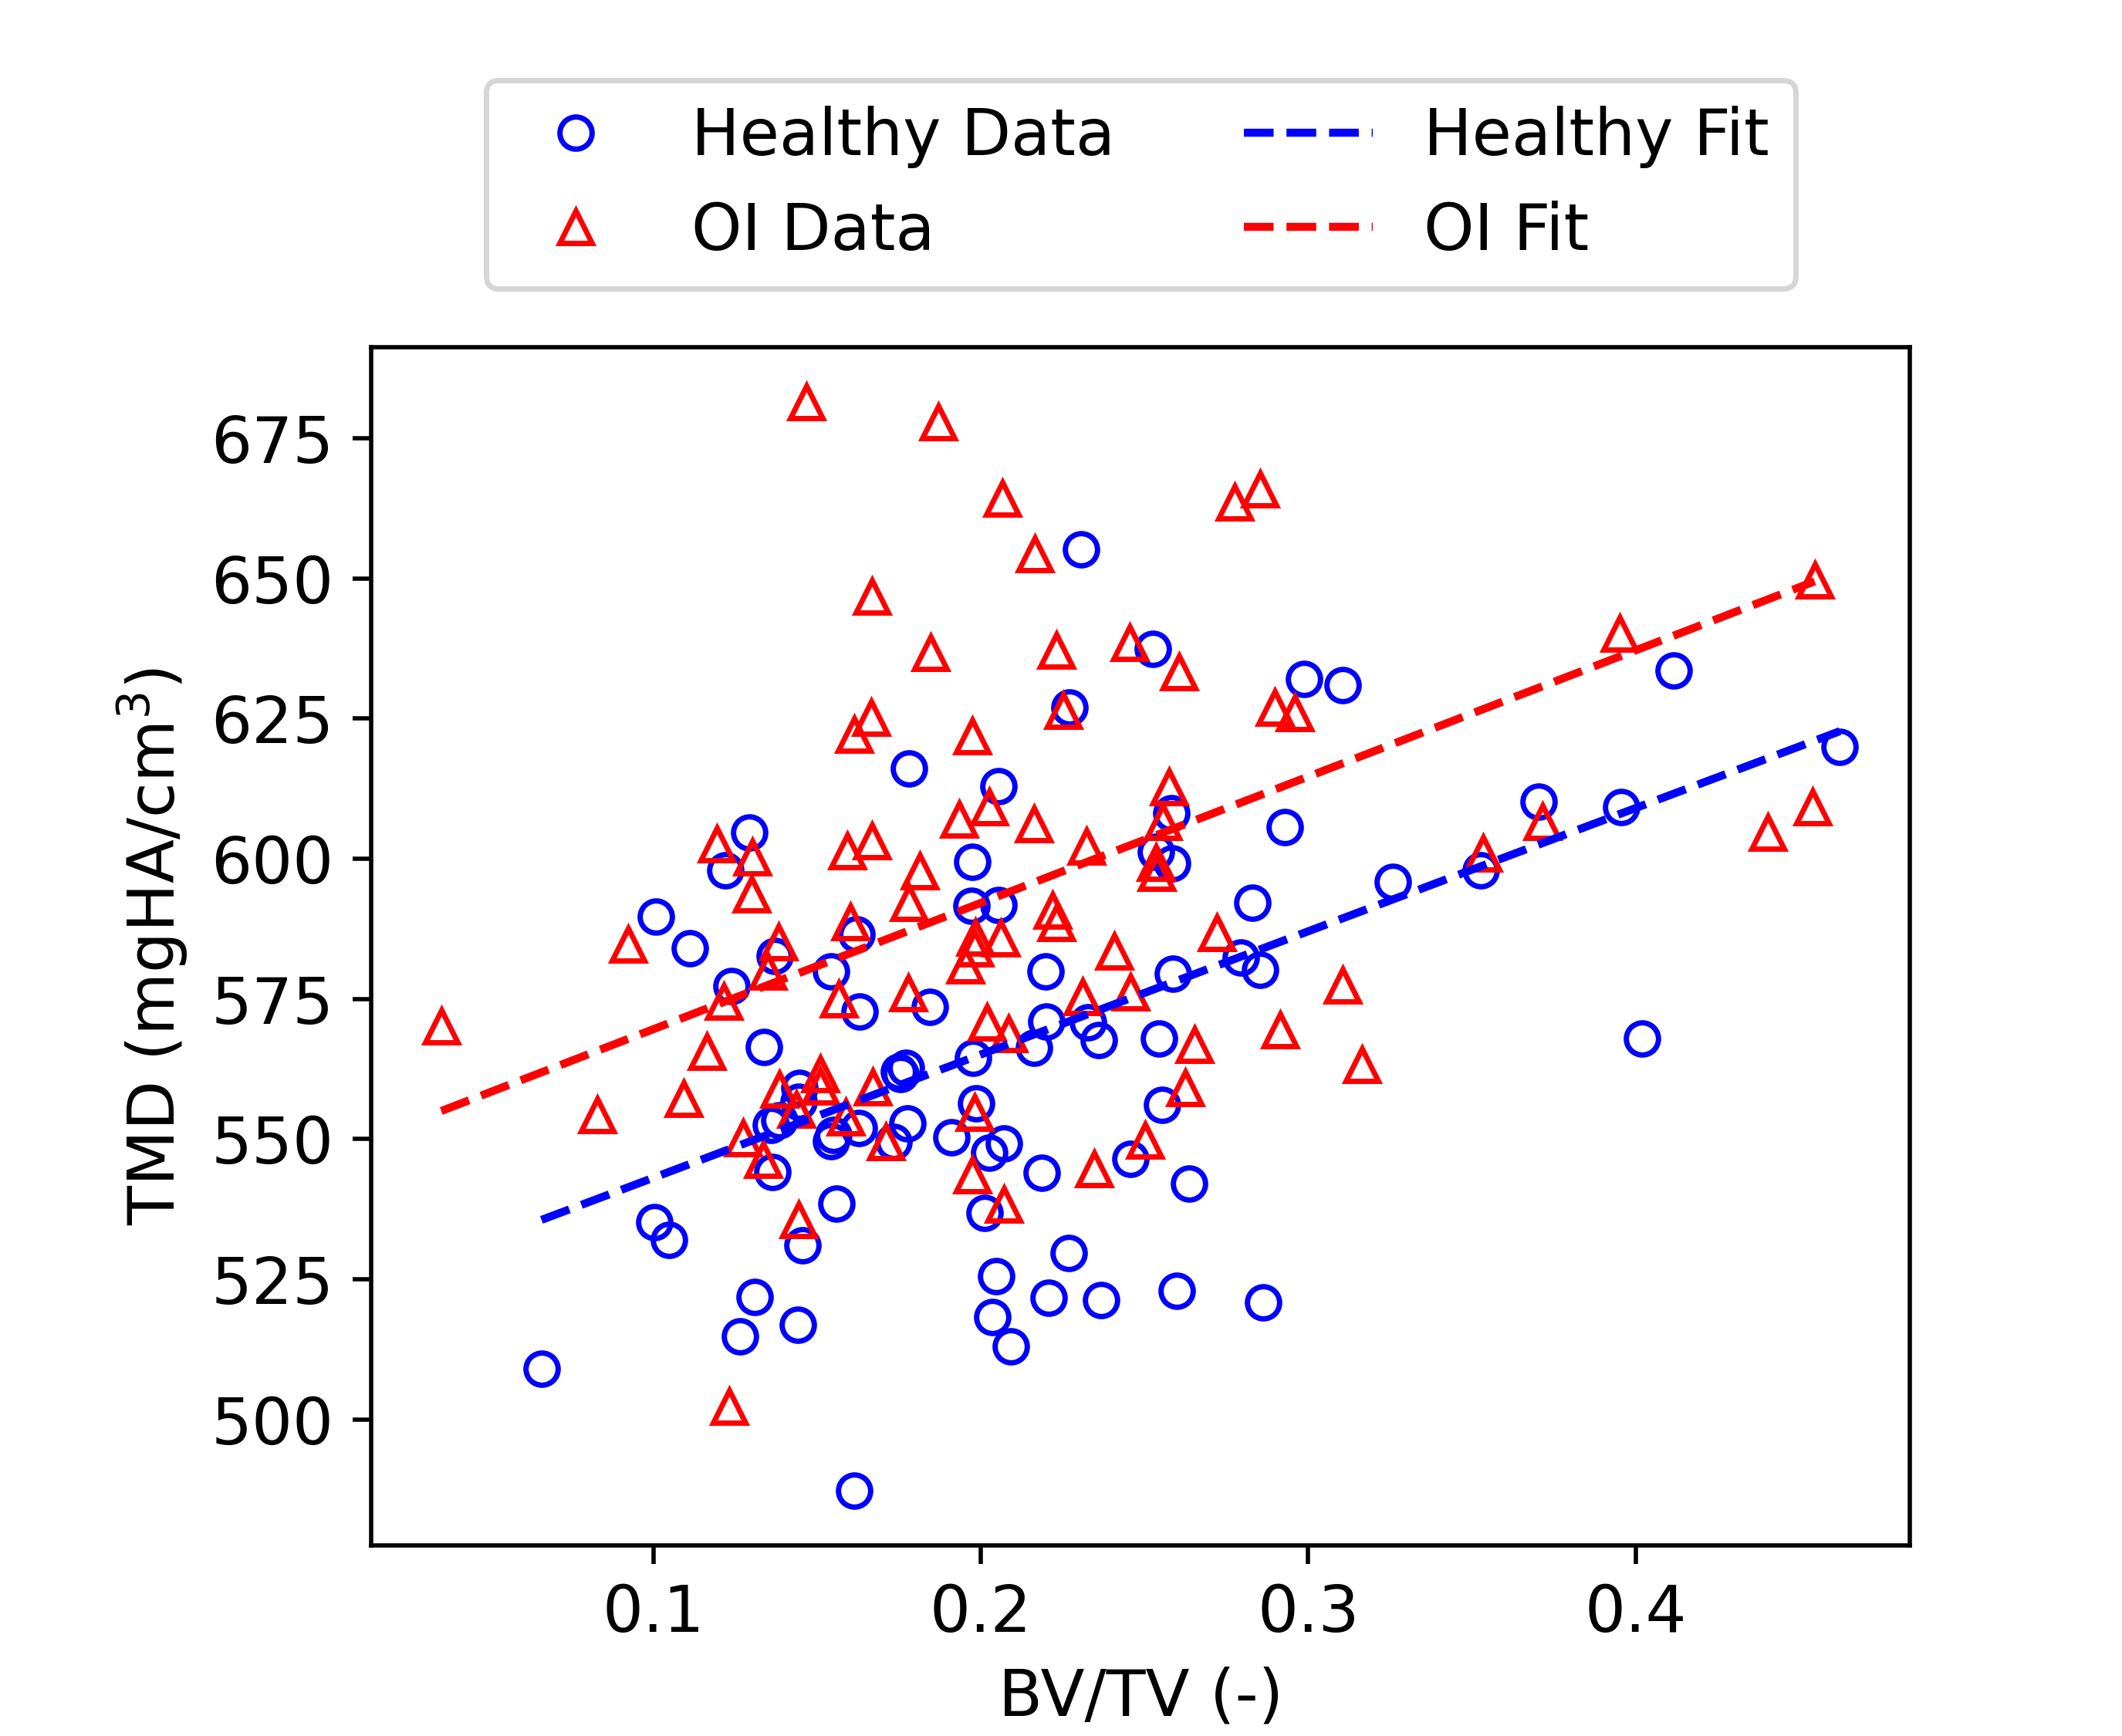 Healthy Data
OI Data
Healthy Fit
OI Fit
TMD (mgHA/cm³)
675
650
625
600
575
550
525
500
0.1
0.2
0.3
0.4
BV/TV (-)